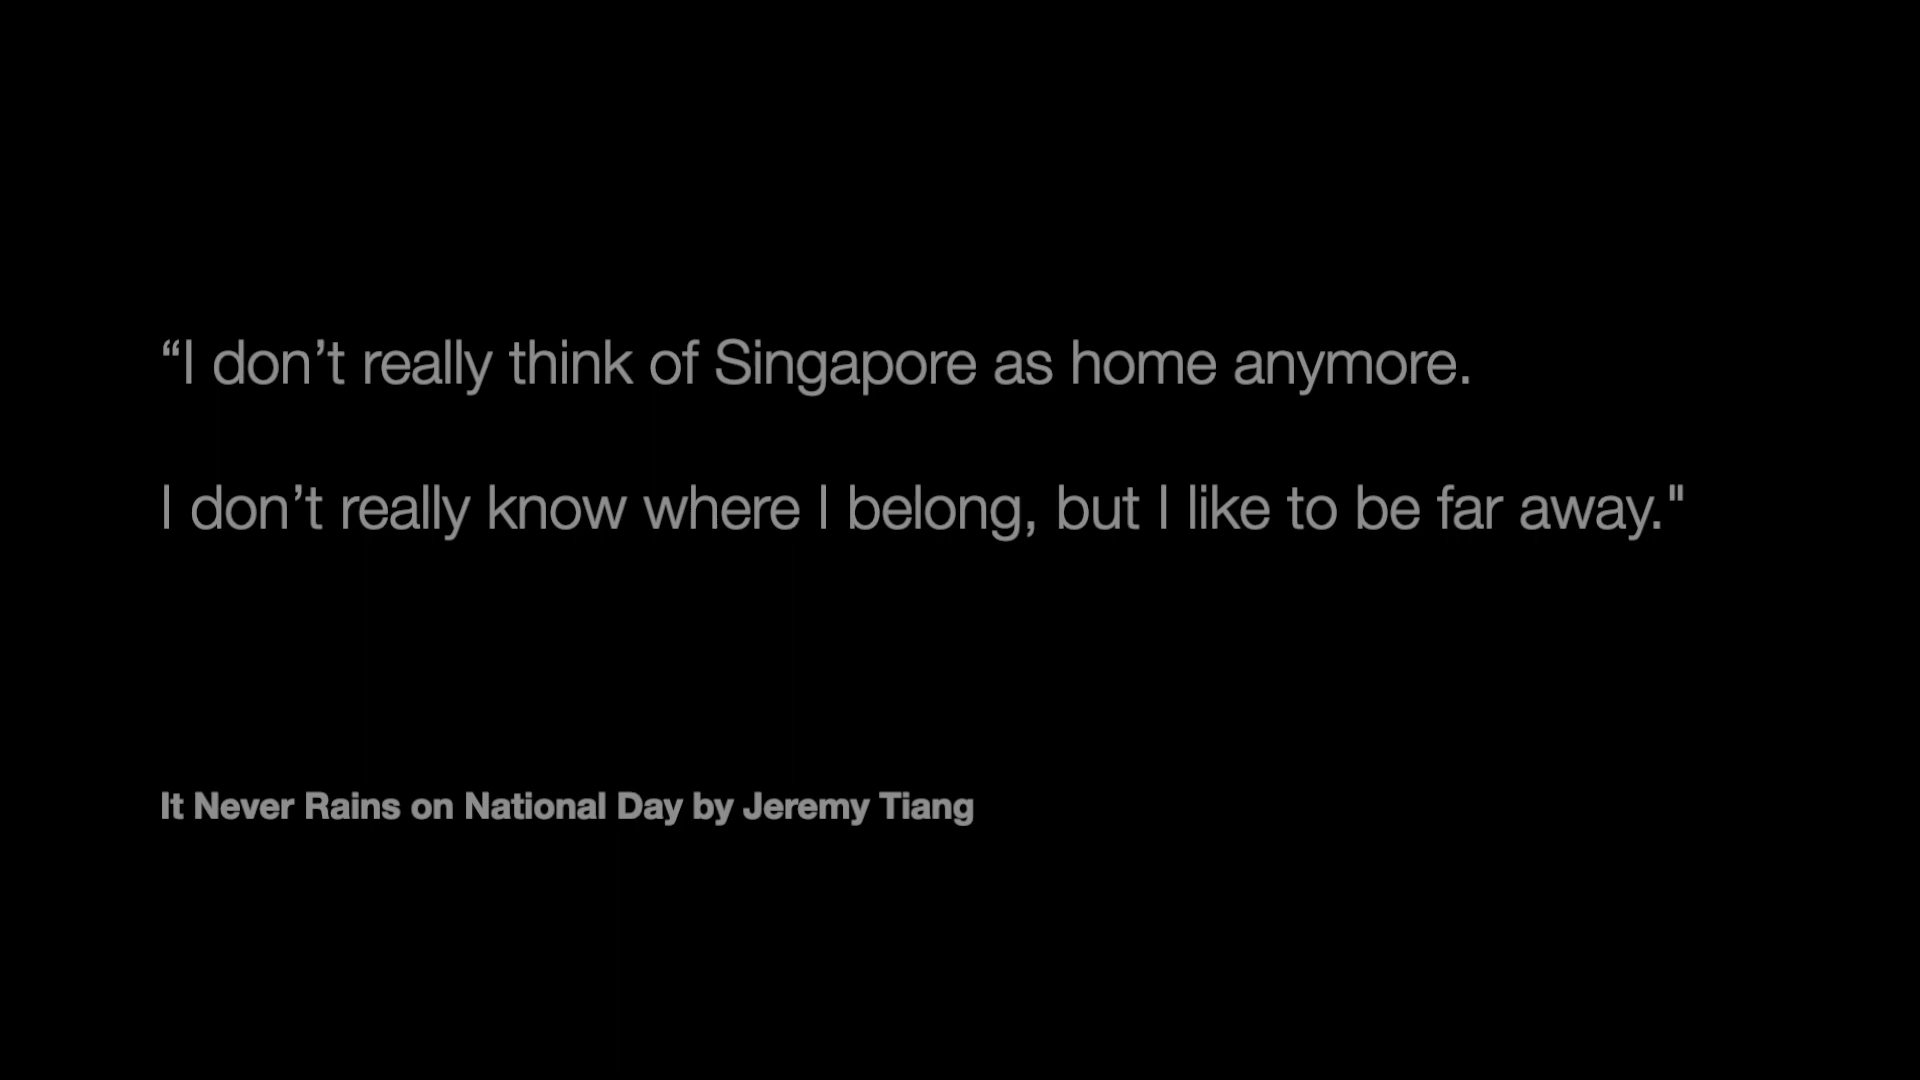 “I don’t really think of Singapore as home anymore.
I don’t really know where I belong, but I like to be far away."
It Never Rains on National Day by Jeremy Tiang